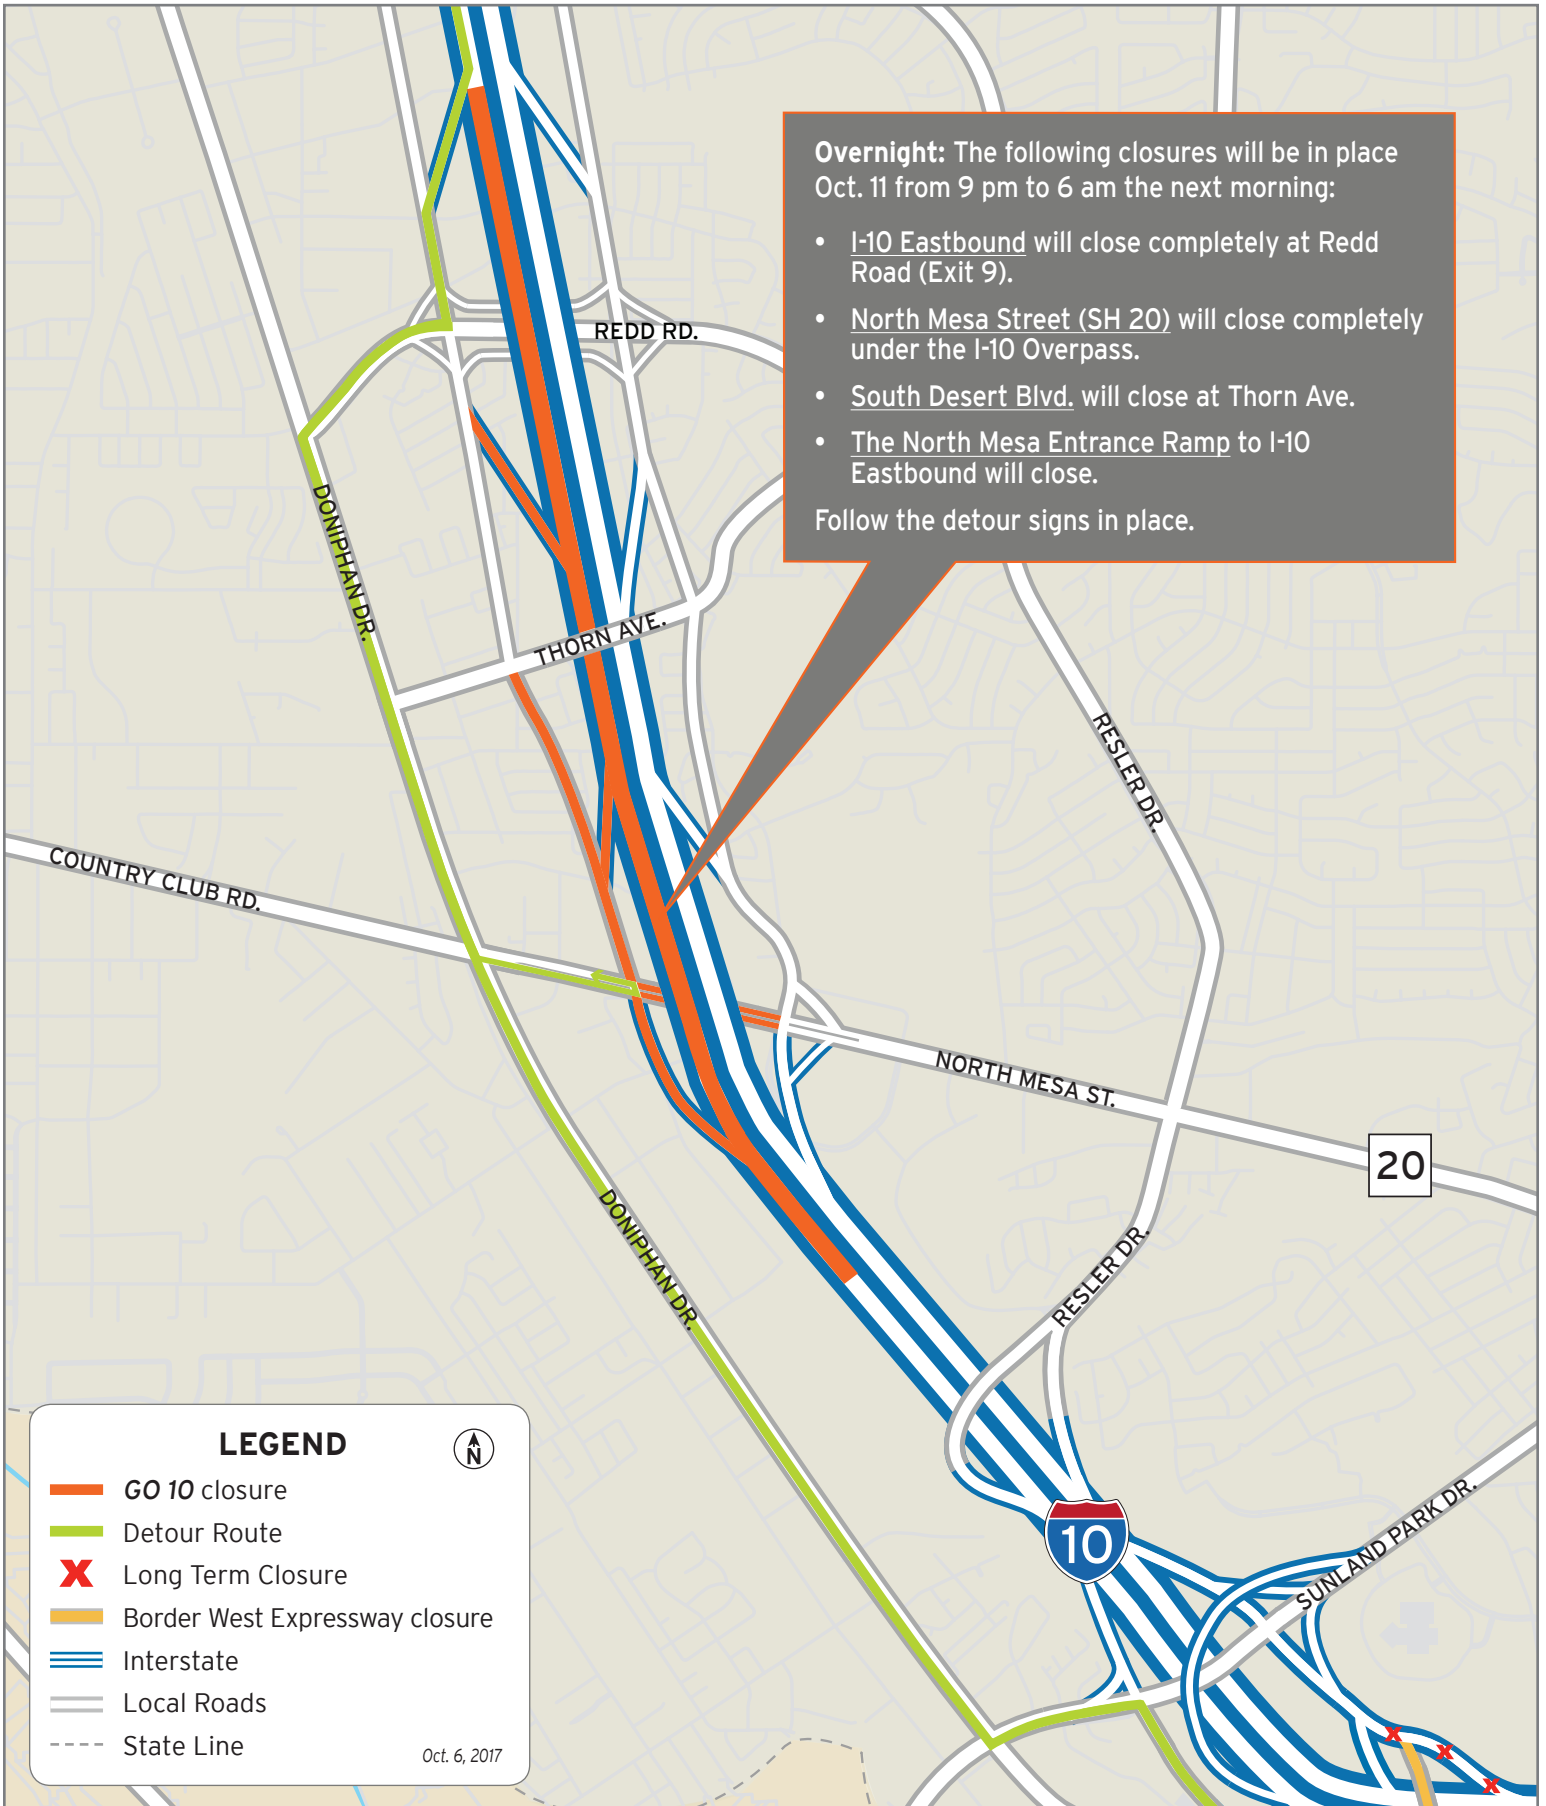 Overnight: The following closures will be in place
Oct. 11 from 9 pm to 6 am the next morning:
• I-10 Eastbound will close completely at Redd
Road (Exit 9).
• North Mesa Street (SH 20) will close completely
under the I-10 Overpass.
• South Desert Blvd. will close at Thorn Ave.
• The North Mesa Entrance Ramp to I-10
Eastbound will close.
Follow the detour signs in place.
REDD RD.
DONIPHAN DR.
THORN AVE.
RESLER DR.
COUNTRY CLUB RD.
NORTH MESA ST.
20
DONIPHAN DR.
RESLER DR.
10
SUNLAND PARK DR.
LEGEND
N
GO 10 closure
Detour Route
X Long Term Closure
Border West Expressway closure
Interstate
Local Roads
State Line
Oct. 6, 2017